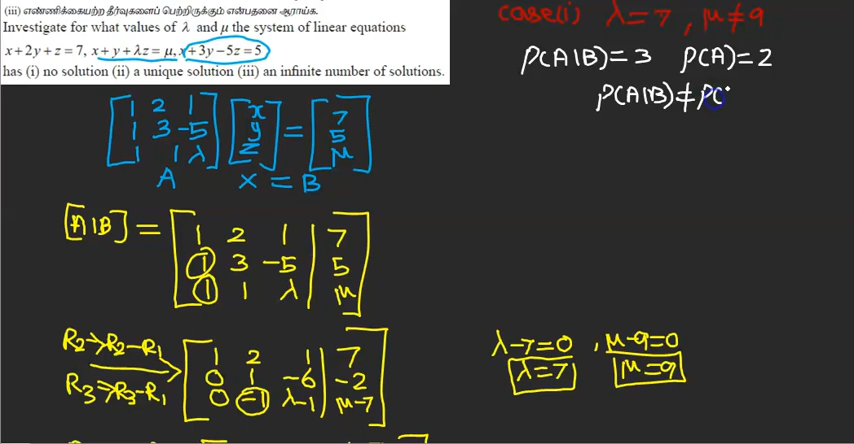 (iii) எண்ணிக்கையற்ற தீர்வுகளைப் பெற்றிருக்கும் என்பதனை ஆராய்க.
Investigate for what values of λ and μ the system of linear equations
x+2y+z=7, x+y+λz=μ, x+3y−5z=5
has (i) no solution (ii) a unique solution (iii) an infinite number of solutions.
[1 2 1 [x [7
1 3 −5 y = 5
1 1 λ] z] μ]
A X = B
[A|B] = [1 2 1 | 7
1 3 −5 | 5
1 1 λ | μ]
R2→R2−R1
R3→R3−R1
[1 2 1 | 7
0 1 −6 | −2
0 −1 λ−1 | μ−7]
case(i) λ=7, μ≠9
ρ(A|B)=3 ρ(A)=2
ρ(A|B)≠ρ(
λ−7=0, μ−9=0
λ=7 μ=9